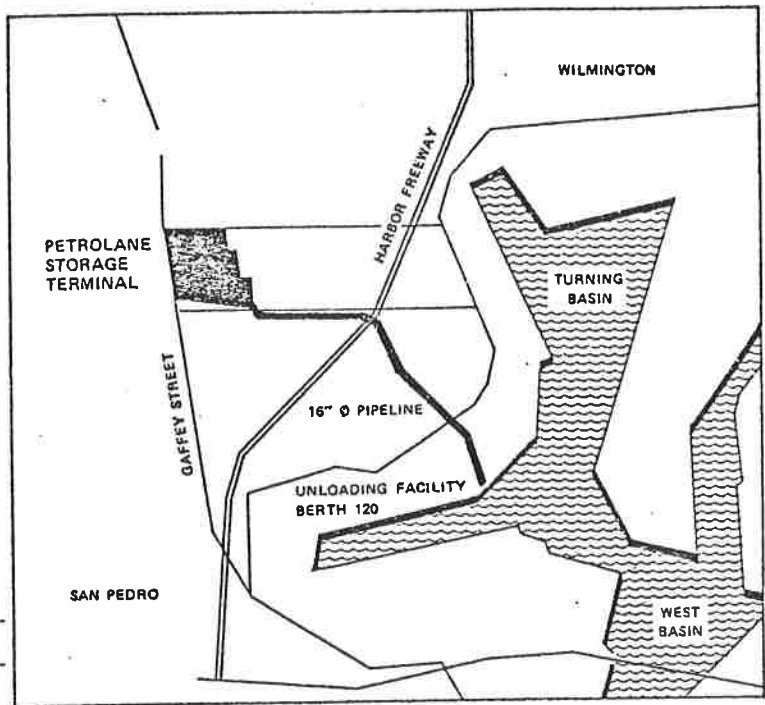 WILMINGTON
HARBOR FREEWAY
PETROLANE
STORAGE
TERMINAL
TURNING
BASIN
GAFFEY STREET
16" Ø PIPELINE
UNLOADING FACILITY
BERTH 120
SAN PEDRO
WEST
BASIN